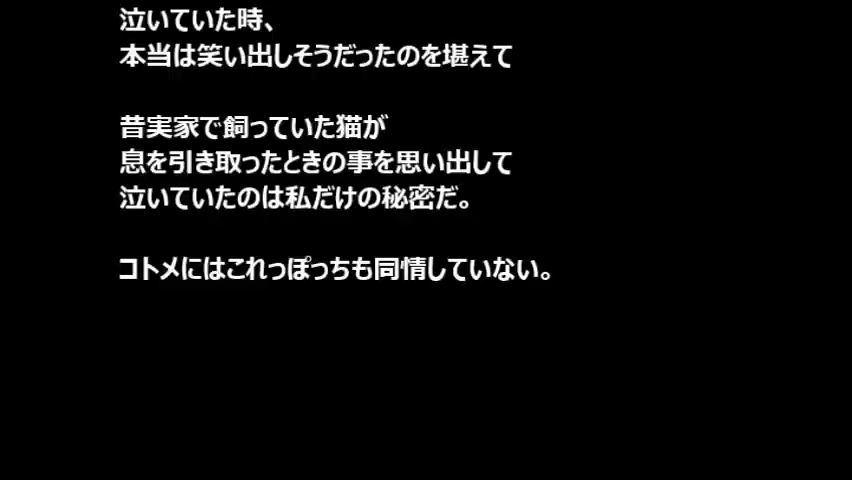 泣いていた時、
本当は笑い出しそうだったのを堪えて
昔実家で飼っていた猫が
息を引き取ったときの事を思い出して
泣いていたのは私だけの秘密だ。
コトメにはこれっぽっちも同情していない。